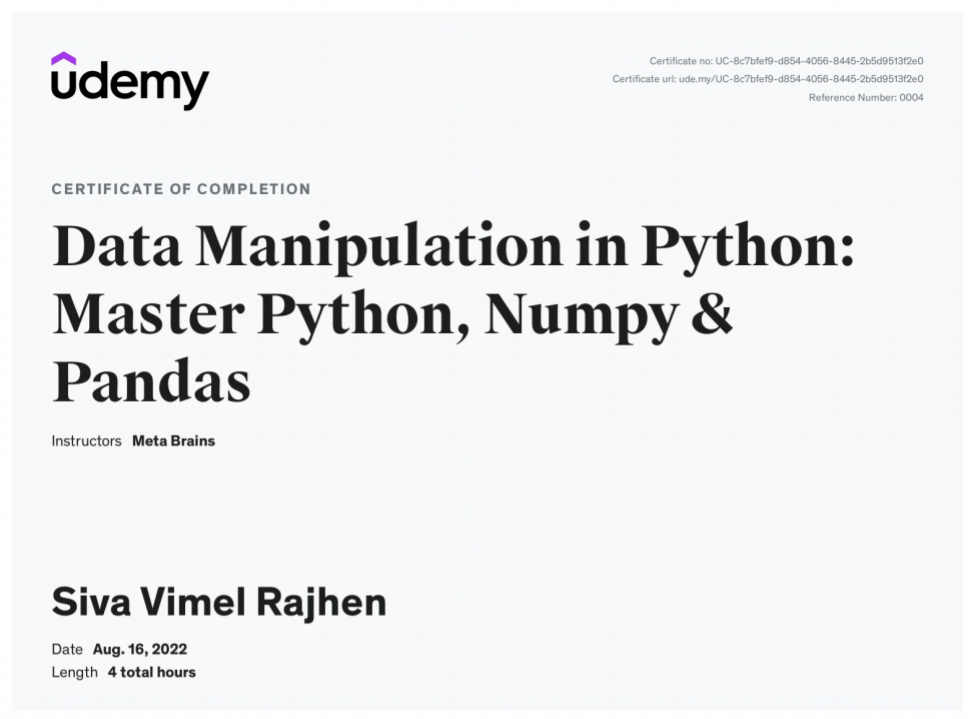 udemy
Certificate no: UC-8c7bfef9-d854-4056-8445-2b5d9513f2e0
Certificate url: ude.my/UC-8c7bfef9-d854-4056-8445-2b5d9513f2e0
Reference Number: 0004
CERTIFICATE OF COMPLETION
Data Manipulation in Python:
Master Python, Numpy &
Pandas
Instructors Meta Brains
Siva Vimel Rajhen
Date Aug. 16, 2022
Length 4 total hours